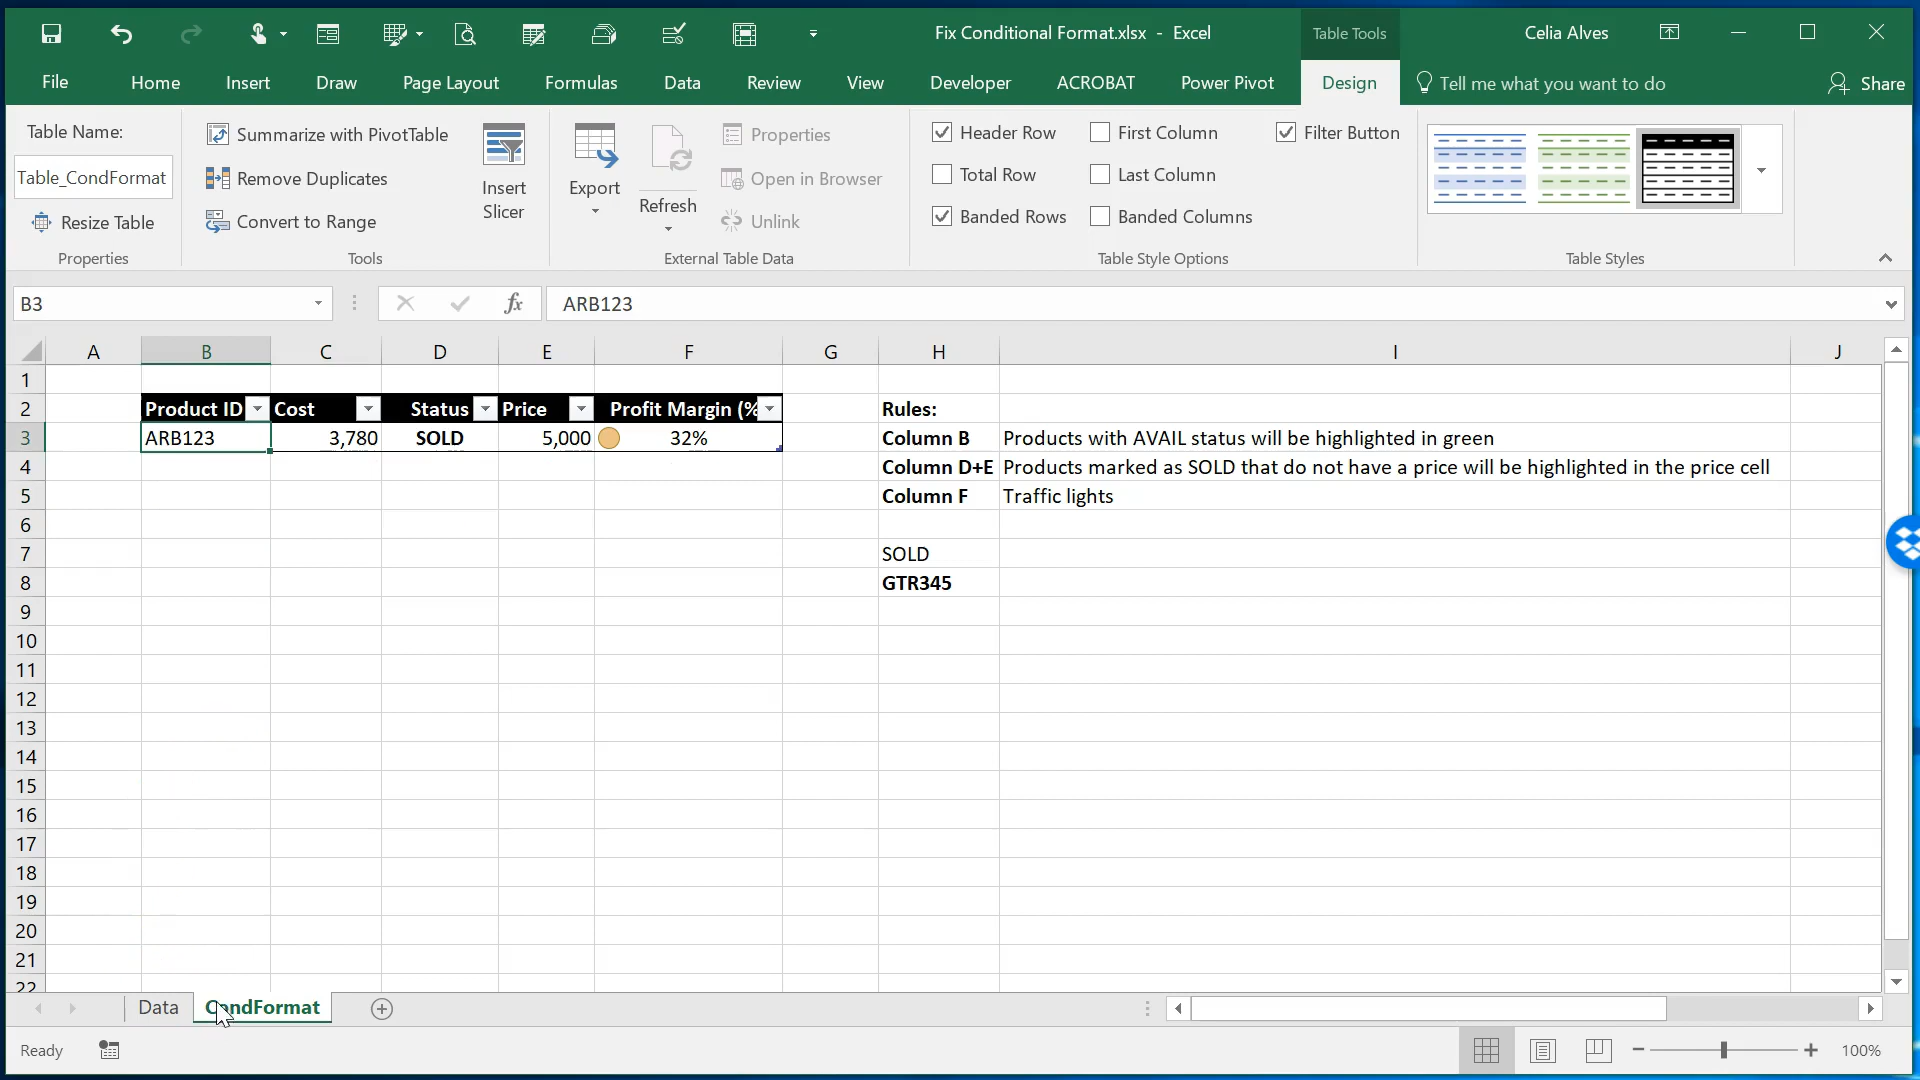 Fix Conditional Format.xlsx - Excel
Table Tools
Celia Alves
File
Home
Insert
Draw
Page Layout
Formulas
Data
Review
View
Developer
ACROBAT
Power Pivot
Design
Tell me what you want to do
Share
Table Name:
Table_CondFormat
Resize Table
Properties
Summarize with PivotTable
Remove Duplicates
Convert to Range
Insert
Slicer
Tools
Export
Refresh
Properties
Open in Browser
Unlink
External Table Data
Header Row
First Column
Filter Button
Total Row
Last Column
Banded Rows
Banded Columns
Table Style Options
Table Styles
B3
fx
ARB123
A B C D E F G H I J
1
2 Product ID Cost Status Price Profit Margin (% Rules:
3 ARB123 3,780 SOLD 5,000 32% Column B Products with AVAIL status will be highlighted in green
4 Column D+E Products marked as SOLD that do not have a price will be highlighted in the price cell
5 Column F Traffic lights
6
7 SOLD
8 GTR345
9
10
11
12
13
14
15
16
17
18
19
20
21
22
Data
CondFormat
Ready
100%